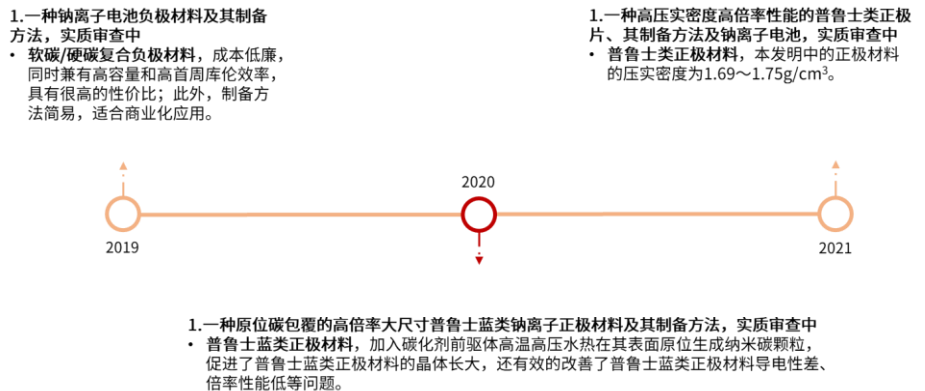 1.一种钠离子电池负极材料及其制备
方法，实质审查中
• 软碳/硬碳复合负极材料，成本低廉，
同时兼有高容量和高首周库伦效率，
具有很高的性价比；此外，制备方
法简易，适合商业化应用。
1.一种高压实密度高倍率性能的普鲁士类正极
片、其制备方法及钠离子电池，实质审查中
• 普鲁士类正极材料，本发明中的正极材料
的压实密度为1.69～1.75g/cm³。
2020
2019
2021
1.一种原位碳包覆的高倍率大尺寸普鲁士蓝类钠离子正极材料及其制备方法，实质审查中
• 普鲁士蓝类正极材料，加入碳化剂前驱体高温高压水热在其表面原位生成纳米碳颗粒，
促进了普鲁士蓝类正极材料的晶体长大，还有效的改善了普鲁士蓝类正极材料导电性差、
倍率性能低等问题。